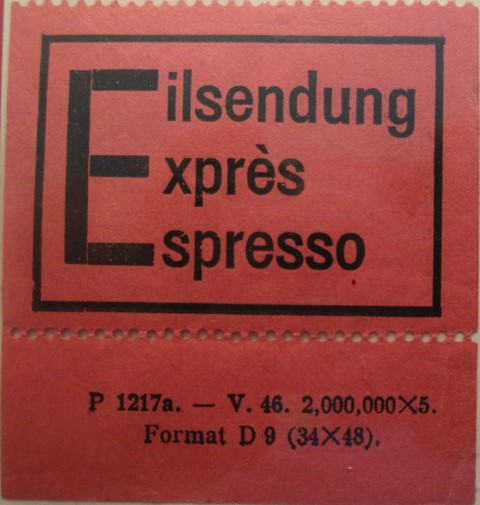 Eilsendung
Exprès
Espresso
P 1217a. — V. 46. 2,000,000×5.
Format D 9 (34×48).